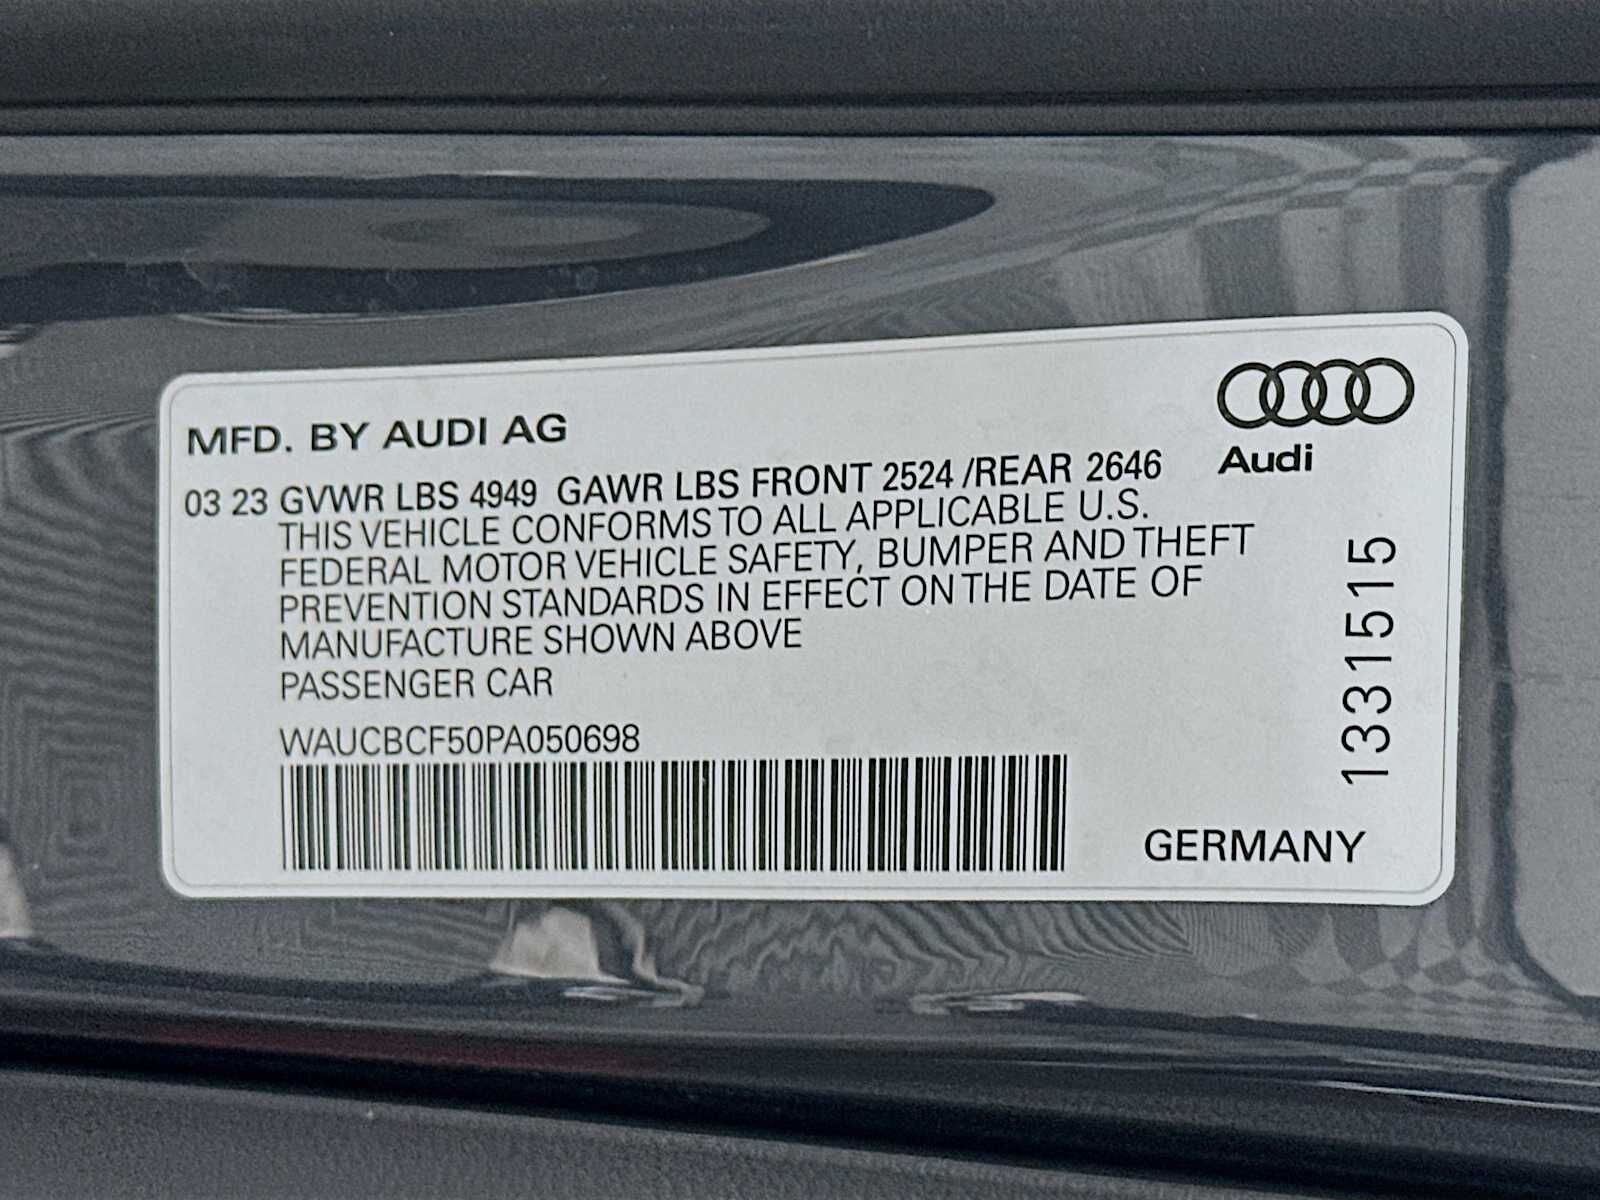 MFD. BY AUDI AG
Audi
03 23 GVWR LBS 4949 GAWR LBS FRONT 2524 /REAR 2646
THIS VEHICLE CONFORMS TO ALL APPLICABLE U.S.
FEDERAL MOTOR VEHICLE SAFETY, BUMPER AND THEFT
PREVENTION STANDARDS IN EFFECT ON THE DATE OF
MANUFACTURE SHOWN ABOVE
PASSENGER CAR
WAUCBCF50PA050698
1331515
GERMANY